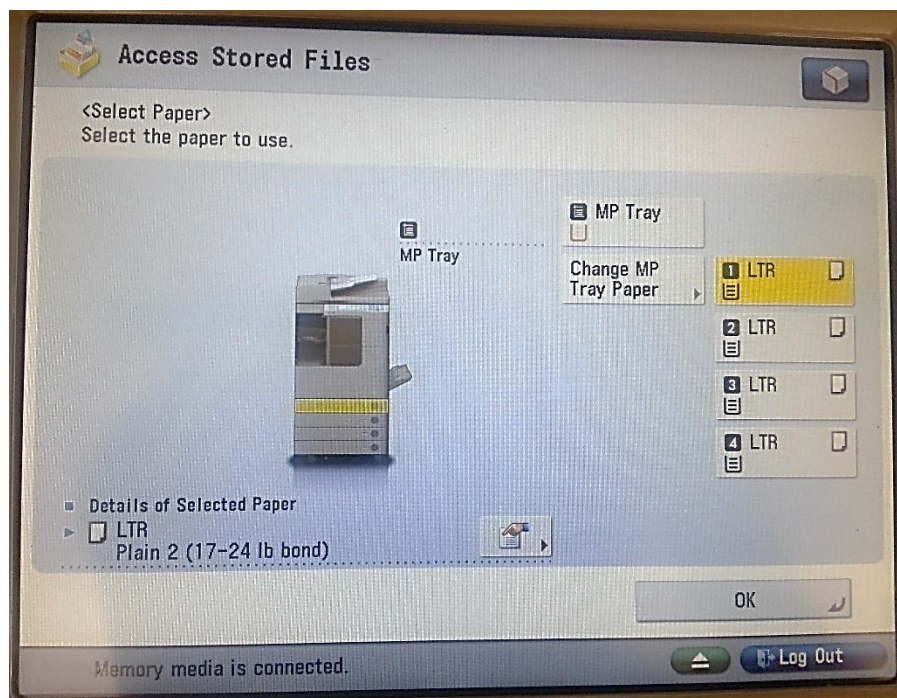 Access Stored Files
<Select Paper>
Select the paper to use.
MP Tray
MP Tray
Change MP
Tray Paper
1 LTR
2 LTR
3 LTR
4 LTR
Details of Selected Paper
LTR
Plain 2 (17-24 lb bond)
OK
Memory media is connected.
Log Out